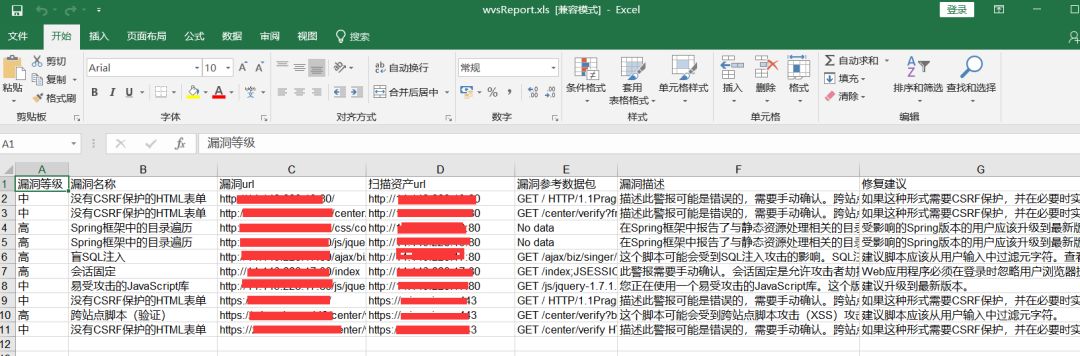 wvsReport.xls [兼容模式] - Excel
登录
文件 开始 插入 页面布局 公式 数据 审阅 视图 搜索
粘贴 剪切 复制 格式刷 剪贴板
Arial 10 A A B I U A 字体
自动换行 合并后居中 对齐方式
常规 % 数字
条件格式 套用表格格式 单元格样式 样式
插入 删除 格式 单元格
自动求和 填充 清除 排序和筛选 查找和选择 编辑
A1 fx 漏洞等级
A B C D E F G
1 漏洞等级 漏洞名称 漏洞url 扫描资产url 漏洞参考数据包 漏洞描述 修复建议
2 中 没有CSRF保护的HTML表单 http http:// GET / HTTP/1.1Prag 描述此警报可能是错误的，需要手动确认。跨站 如果这种形式需要CSRF保护，并在必要时实
3 中 没有CSRF保护的HTML表单 http:/ /center. http:// 80 GET /center/verify?fr 描述此警报可能是错误的，需要手动确认。跨站 如果这种形式需要CSRF保护，并在必要时实
4 高 Spring框架中的目录遍历 http: /css/co http:// :80 No data 在Spring框架中报告了与静态资源处理相关的目录 受影响的Spring版本的用户应该升级到最新版
5 高 Spring框架中的目录遍历 http: /js/jque http:// :80 No data 在Spring框架中报告了与静态资源处理相关的目录 受影响的Spring版本的用户应该升级到最新版
6 高 盲SQL注入 http: /ajax/bi http:// :80 GET /ajax/biz/singer/ 这个脚本可能会受到SQL注入攻击的影响。SQL注 建议脚本应该从用户输入中过滤元字符。查看
7 高 会话固定 http:// /index http:// GET /index;JSESSIO 此警报需要手动确认。会话固定是允许攻击者劫持 Web应用程序必须在登录时忽略用户浏览器提
8 中 易受攻击的JavaScript库 http:// /js/jque http:// GET /js/jquery-1.7.1. 您正在使用一个易受攻击的JavaScript库。这个版 建议升级到最新版本。
9 中 没有CSRF保护的HTML表单 https:/ https:// 443 GET / HTTP/1.1Prag 描述此警报可能是错误的，需要手动确认。跨站 如果这种形式需要CSRF保护，并在必要时实
10 高 跨站点脚本（验证） https:/ /center/ https:// 443 GET /center/verify?b 这个脚本可能会受到跨站点脚本攻击（XSS）攻 建议脚本应该从用户输入中过滤元字符。
11 中 没有CSRF保护的HTML表单 https: center/ https:// 3 GET /center/verify H 描述此警报可能是错误的，需要手动确认。跨站 如果这种形式需要CSRF保护，并在必要时实
12